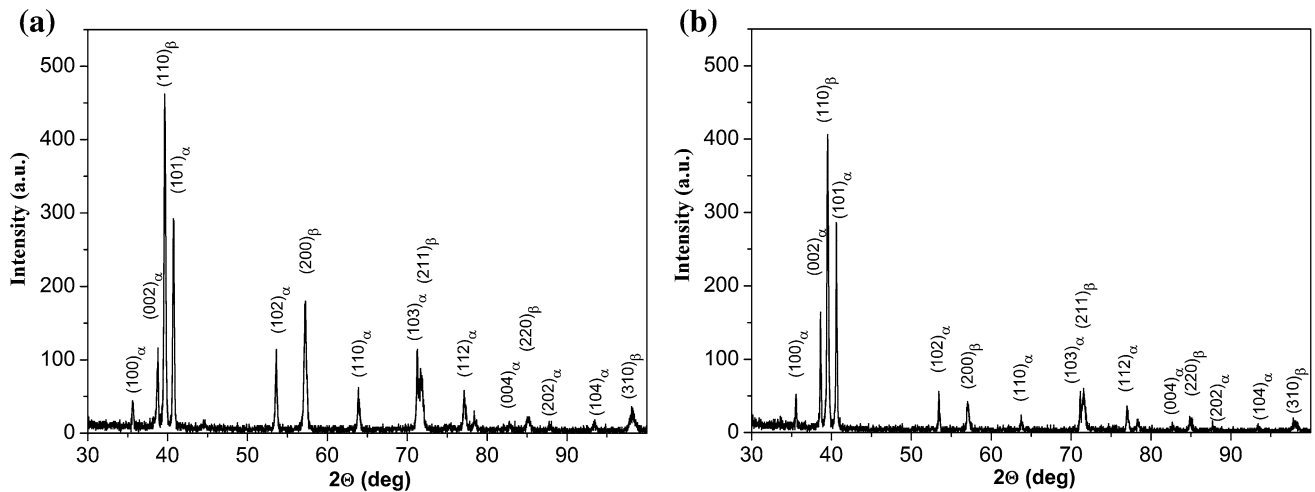 (a)
Intensity (a.u.)
500
400
300
200
100
0
(100)α
(002)α
(110)β
(101)α
(102)α
(200)β
(110)α
(103)α
(211)β
(112)α
(004)α
(220)β
(202)α
(104)α
(310)β
30 40 50 60 70 80 90
2Θ (deg)
(b)
Intensity (a.u.)
500
400
300
200
100
0
(100)α
(002)α
(110)β
(101)α
(102)α
(200)β
(110)α
(103)α
(211)β
(112)α
(004)α
(220)β
(202)α
(104)α
(310)β
30 40 50 60 70 80 90
2Θ (deg)